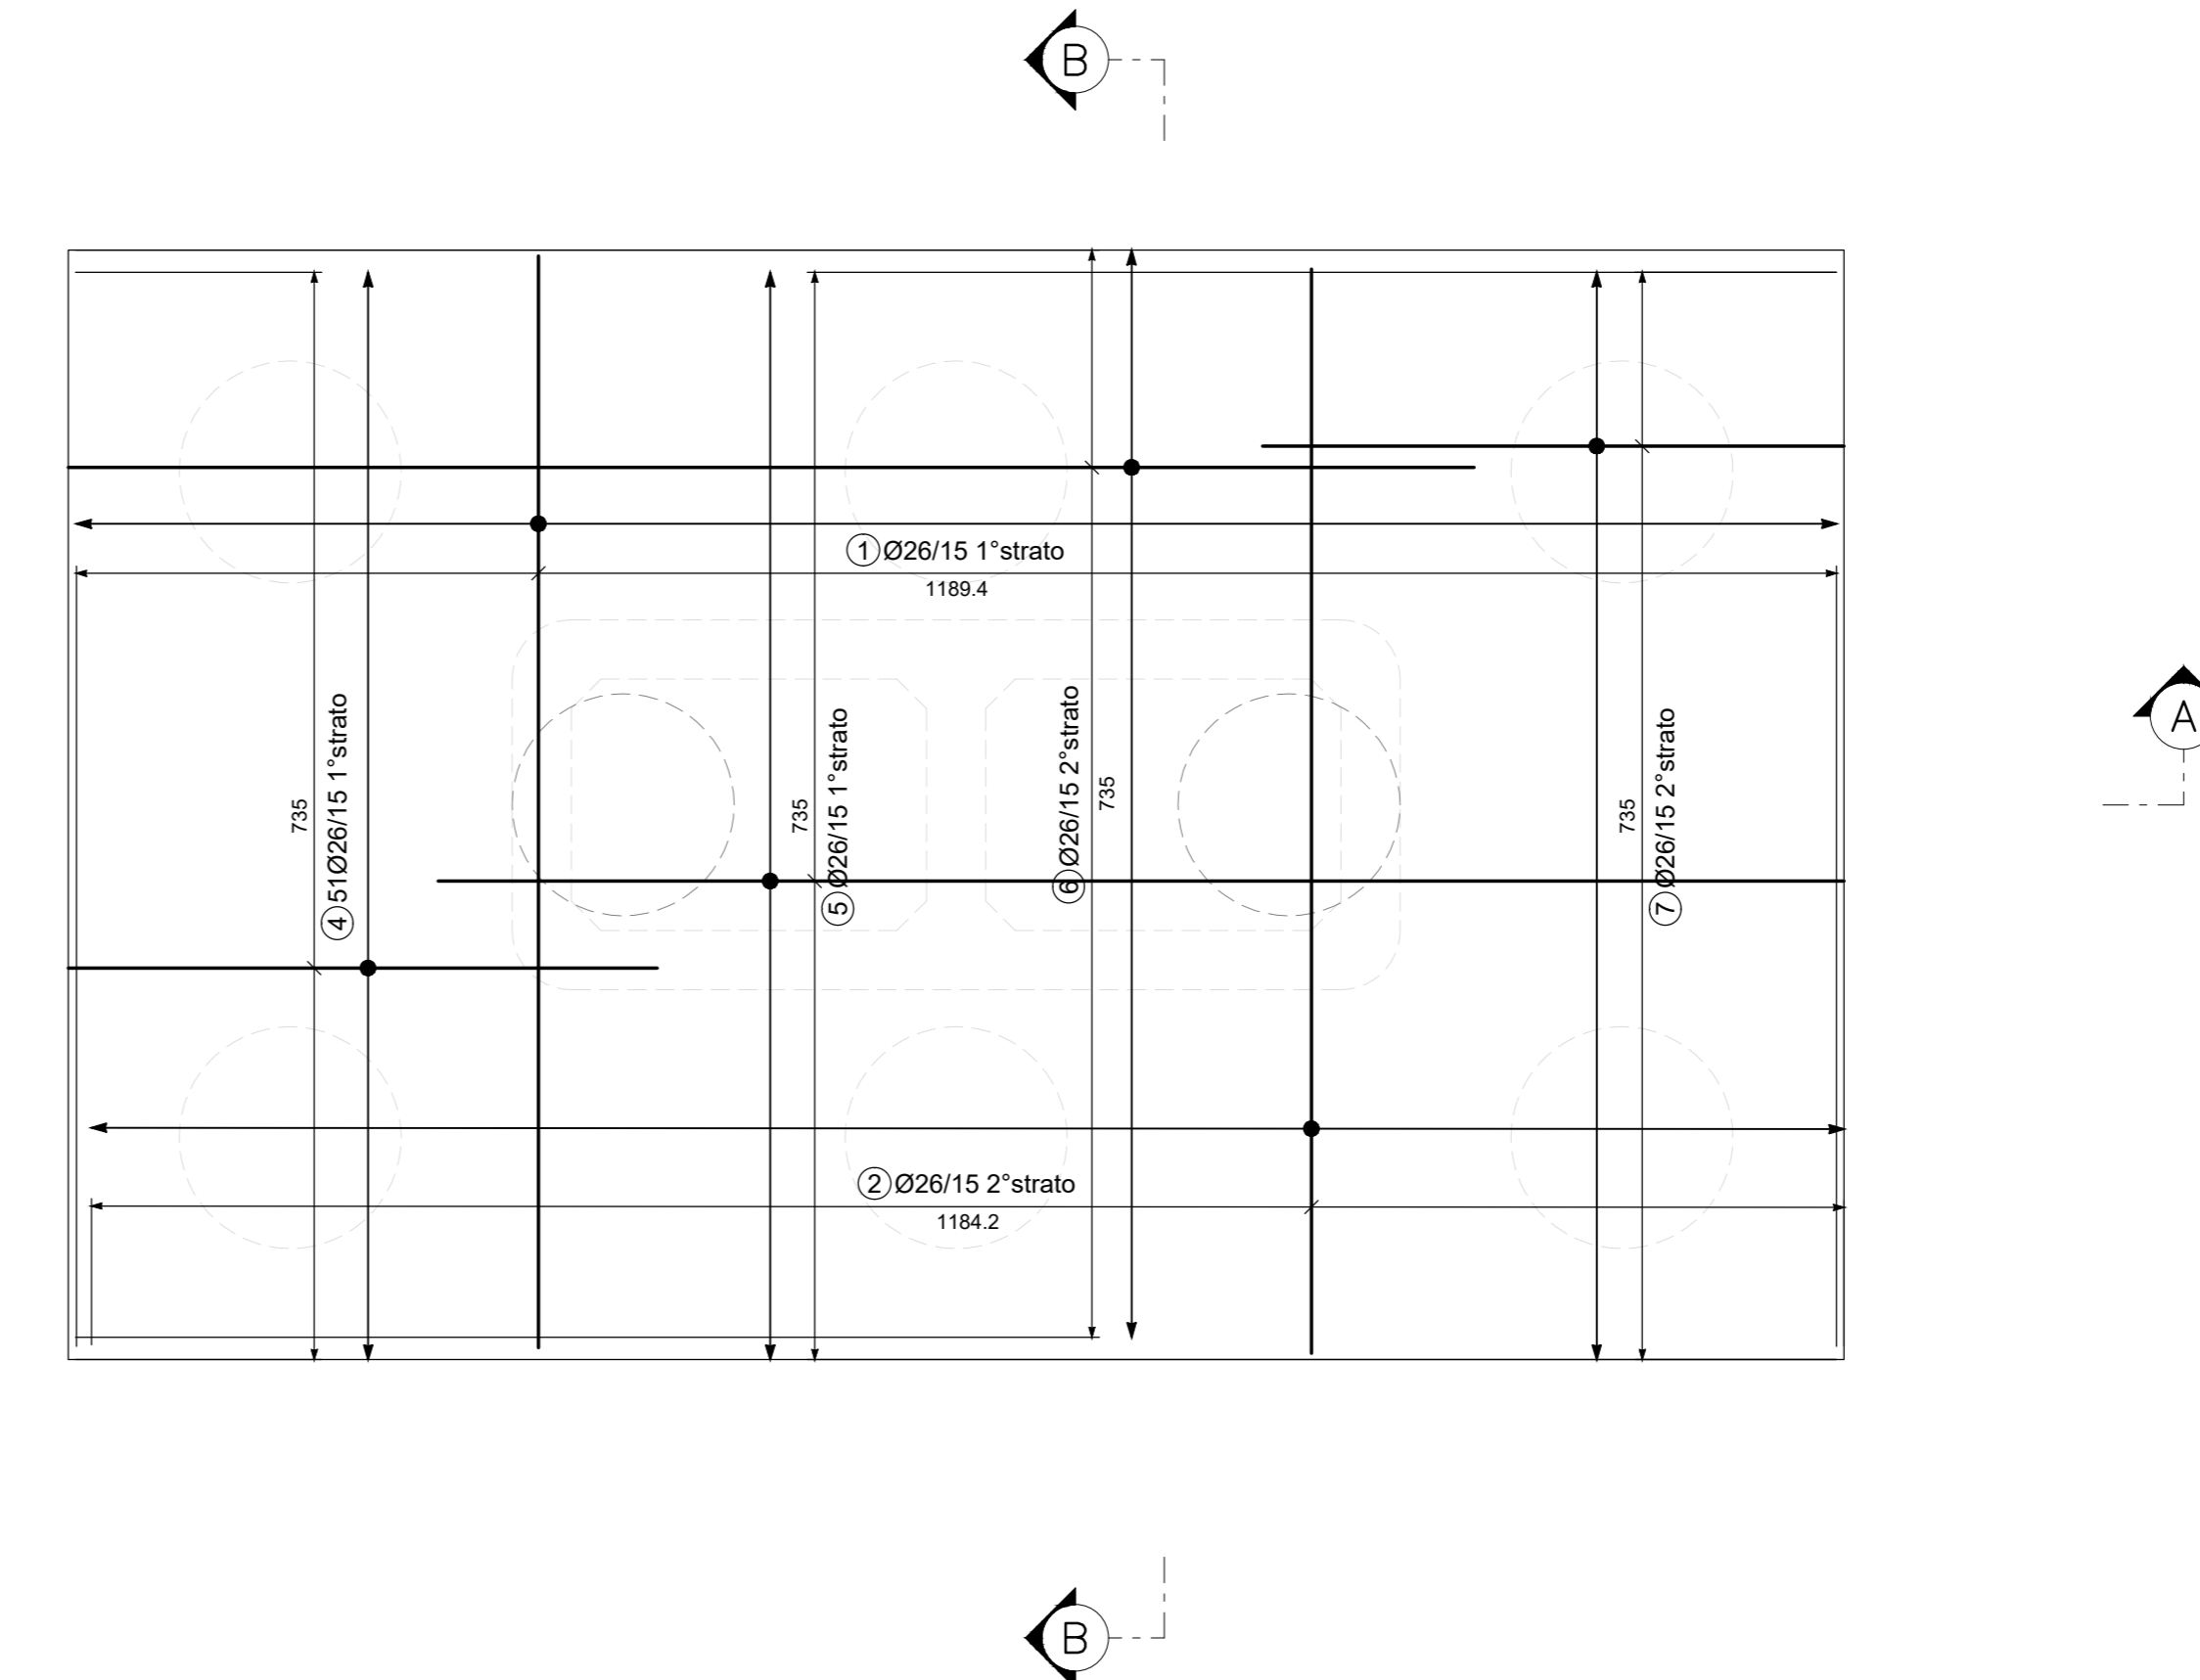 B
1 Ø26/15 1°strato
1189.4
735
4 51Ø26/15 1°strato
735
5 Ø26/15 1°strato
6 Ø26/15 2°strato
735
735
7 Ø26/15 2°strato
A
2 Ø26/15 2°strato
1184.2
B